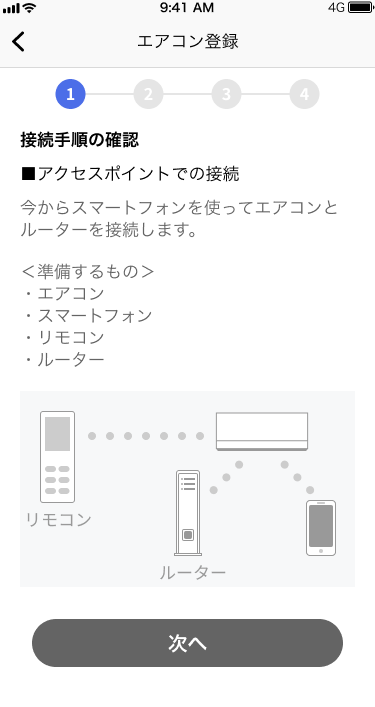 9:41 AM 4G
エアコン登録
1 2 3 4
接続手順の確認
■アクセスポイントでの接続
今からスマートフォンを使ってエアコンと
ルーターを接続します。
＜準備するもの＞
・エアコン
・スマートフォン
・リモコン
・ルーター
リモコン
ルーター
次へ